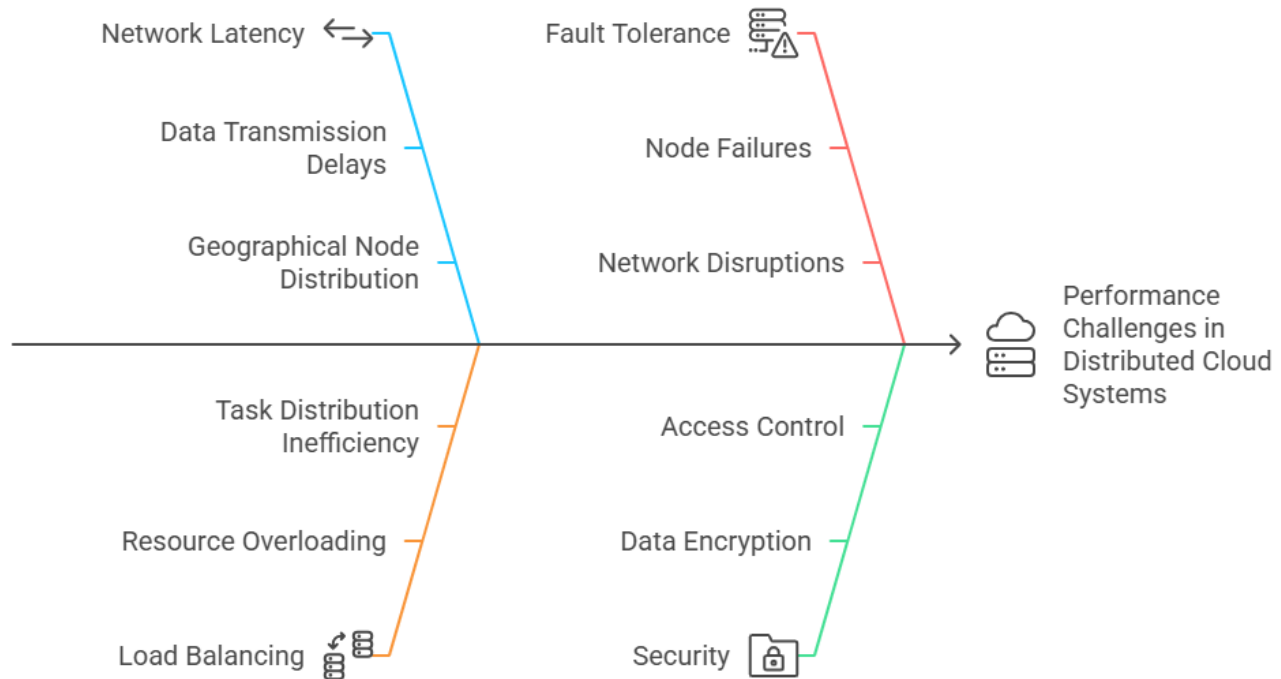 Network Latency
Data Transmission
Delays
Geographical Node
Distribution
Fault Tolerance
Node Failures
Network Disruptions
Performance
Challenges in
Distributed Cloud
Systems
Task Distribution
Inefficiency
Resource Overloading
Load Balancing
Access Control
Data Encryption
Security